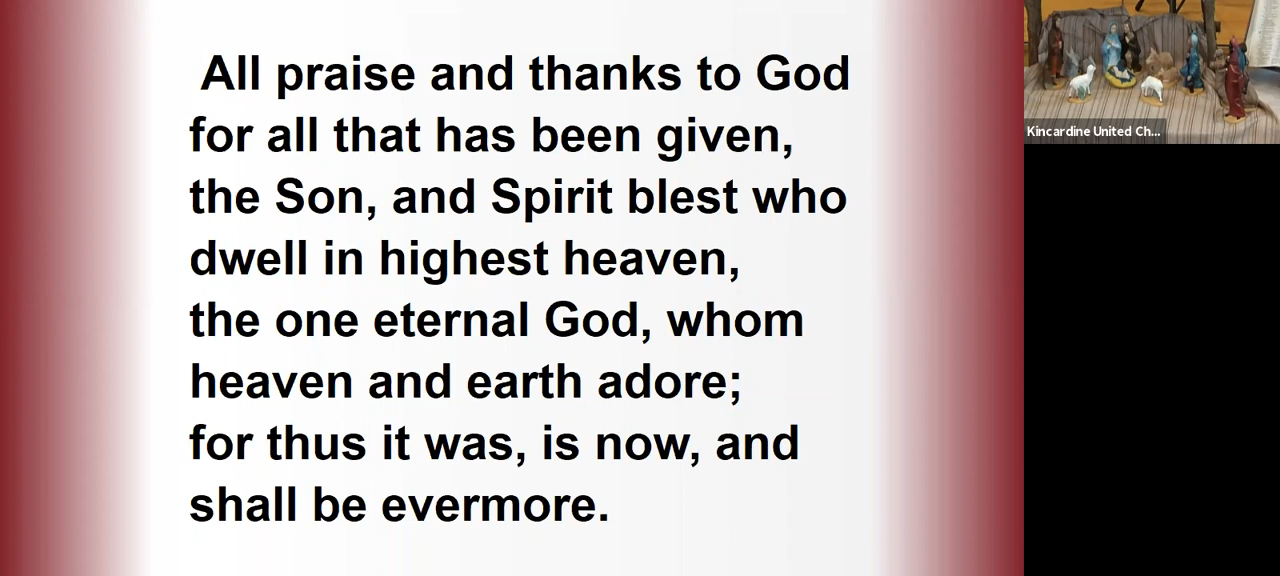 All praise and thanks to God
for all that has been given,
the Son, and Spirit blest who
dwell in highest heaven,
the one eternal God, whom
heaven and earth adore;
for thus it was, is now, and
shall be evermore.
Kincardine United Ch...